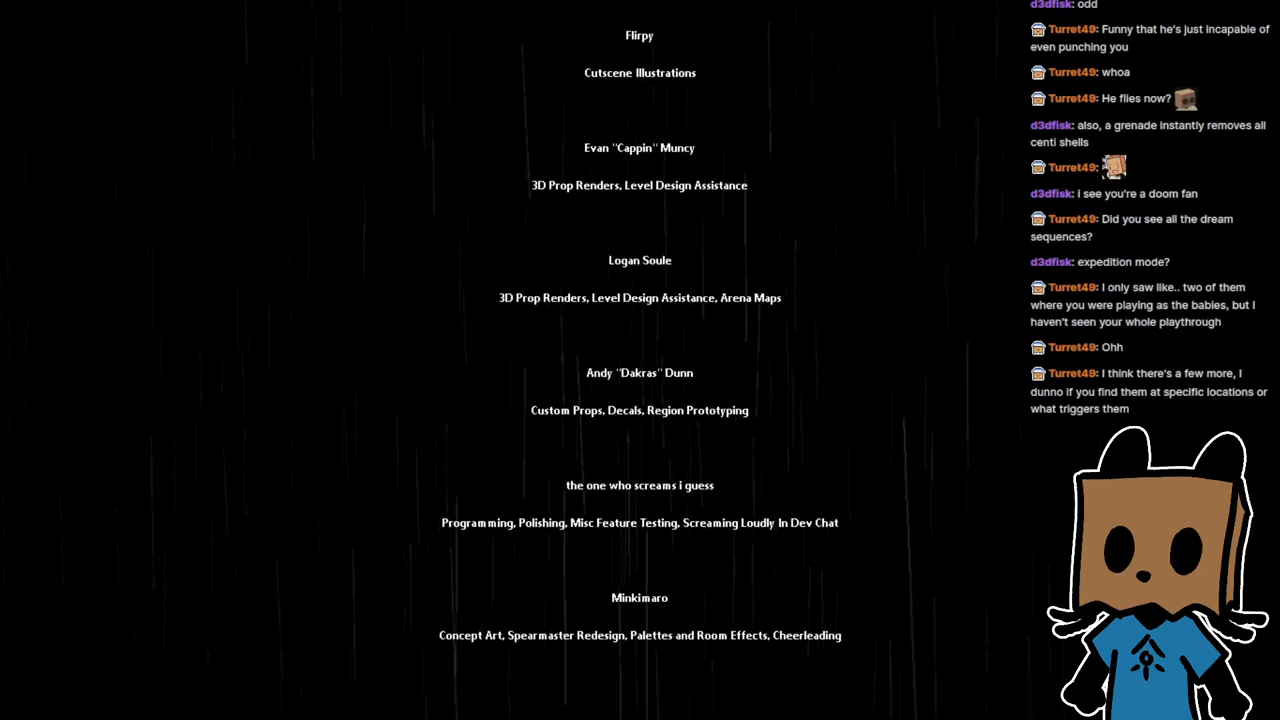 Flirpy
Cutscene Illustrations
Evan "Cappin" Muncy
3D Prop Renders, Level Design Assistance
Logan Soule
3D Prop Renders, Level Design Assistance, Arena Maps
Andy "Dakras" Dunn
Custom Props, Decals, Region Prototyping
the one who screams i guess
Programming, Polishing, Misc Feature Testing, Screaming Loudly In Dev Chat
Minkimaro
Concept Art, Spearmaster Redesign, Palettes and Room Effects, Cheerleading
d3dfisk: odd
Turret49: Funny that he's just incapable of
even punching you
Turret49: whoa
Turret49: He flies now?
d3dfisk: also, a grenade instantly removes all
centi shells
Turret49:
d3dfisk: i see you're a doom fan
Turret49: Did you see all the dream
sequences?
d3dfisk: expedition mode?
Turret49: I only saw like.. two of them
where you were playing as the babies, but I
haven't seen your whole playthrough
Turret49: Ohh
Turret49: I think there's a few more, I
dunno if you find them at specific locations or
what triggers them